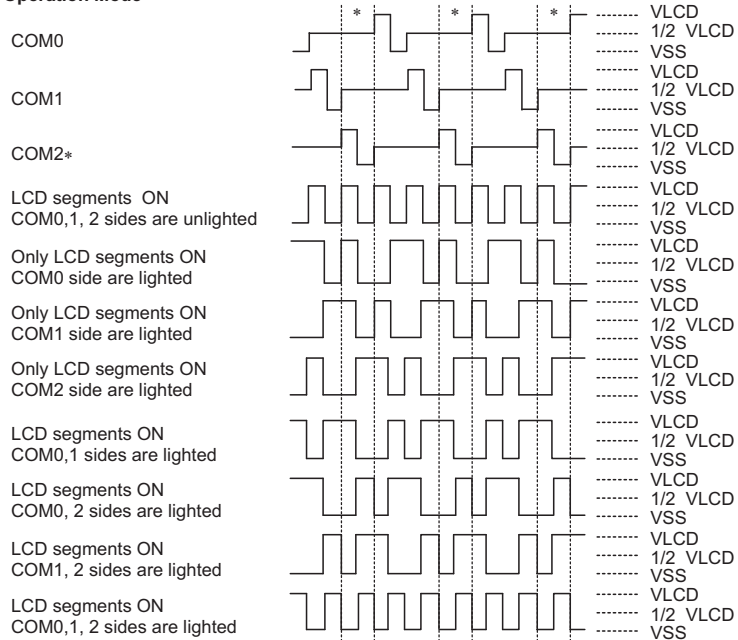 * * * VLCD
COM0 1/2 VLCD
VSS
VLCD
COM1 1/2 VLCD
VSS
VLCD
COM2* 1/2 VLCD
VSS
LCD segments ON VLCD
COM0,1, 2 sides are unlighted 1/2 VLCD
VSS
Only LCD segments ON VLCD
COM0 side are lighted 1/2 VLCD
VSS
Only LCD segments ON VLCD
COM1 side are lighted 1/2 VLCD
VSS
Only LCD segments ON VLCD
COM2 side are lighted 1/2 VLCD
VSS
LCD segments ON VLCD
COM0,1 sides are lighted 1/2 VLCD
VSS
LCD segments ON VLCD
COM0, 2 sides are lighted 1/2 VLCD
VSS
LCD segments ON VLCD
COM1, 2 sides are lighted 1/2 VLCD
VSS
LCD segments ON VLCD
COM0,1, 2 sides are lighted 1/2 VLCD
VSS